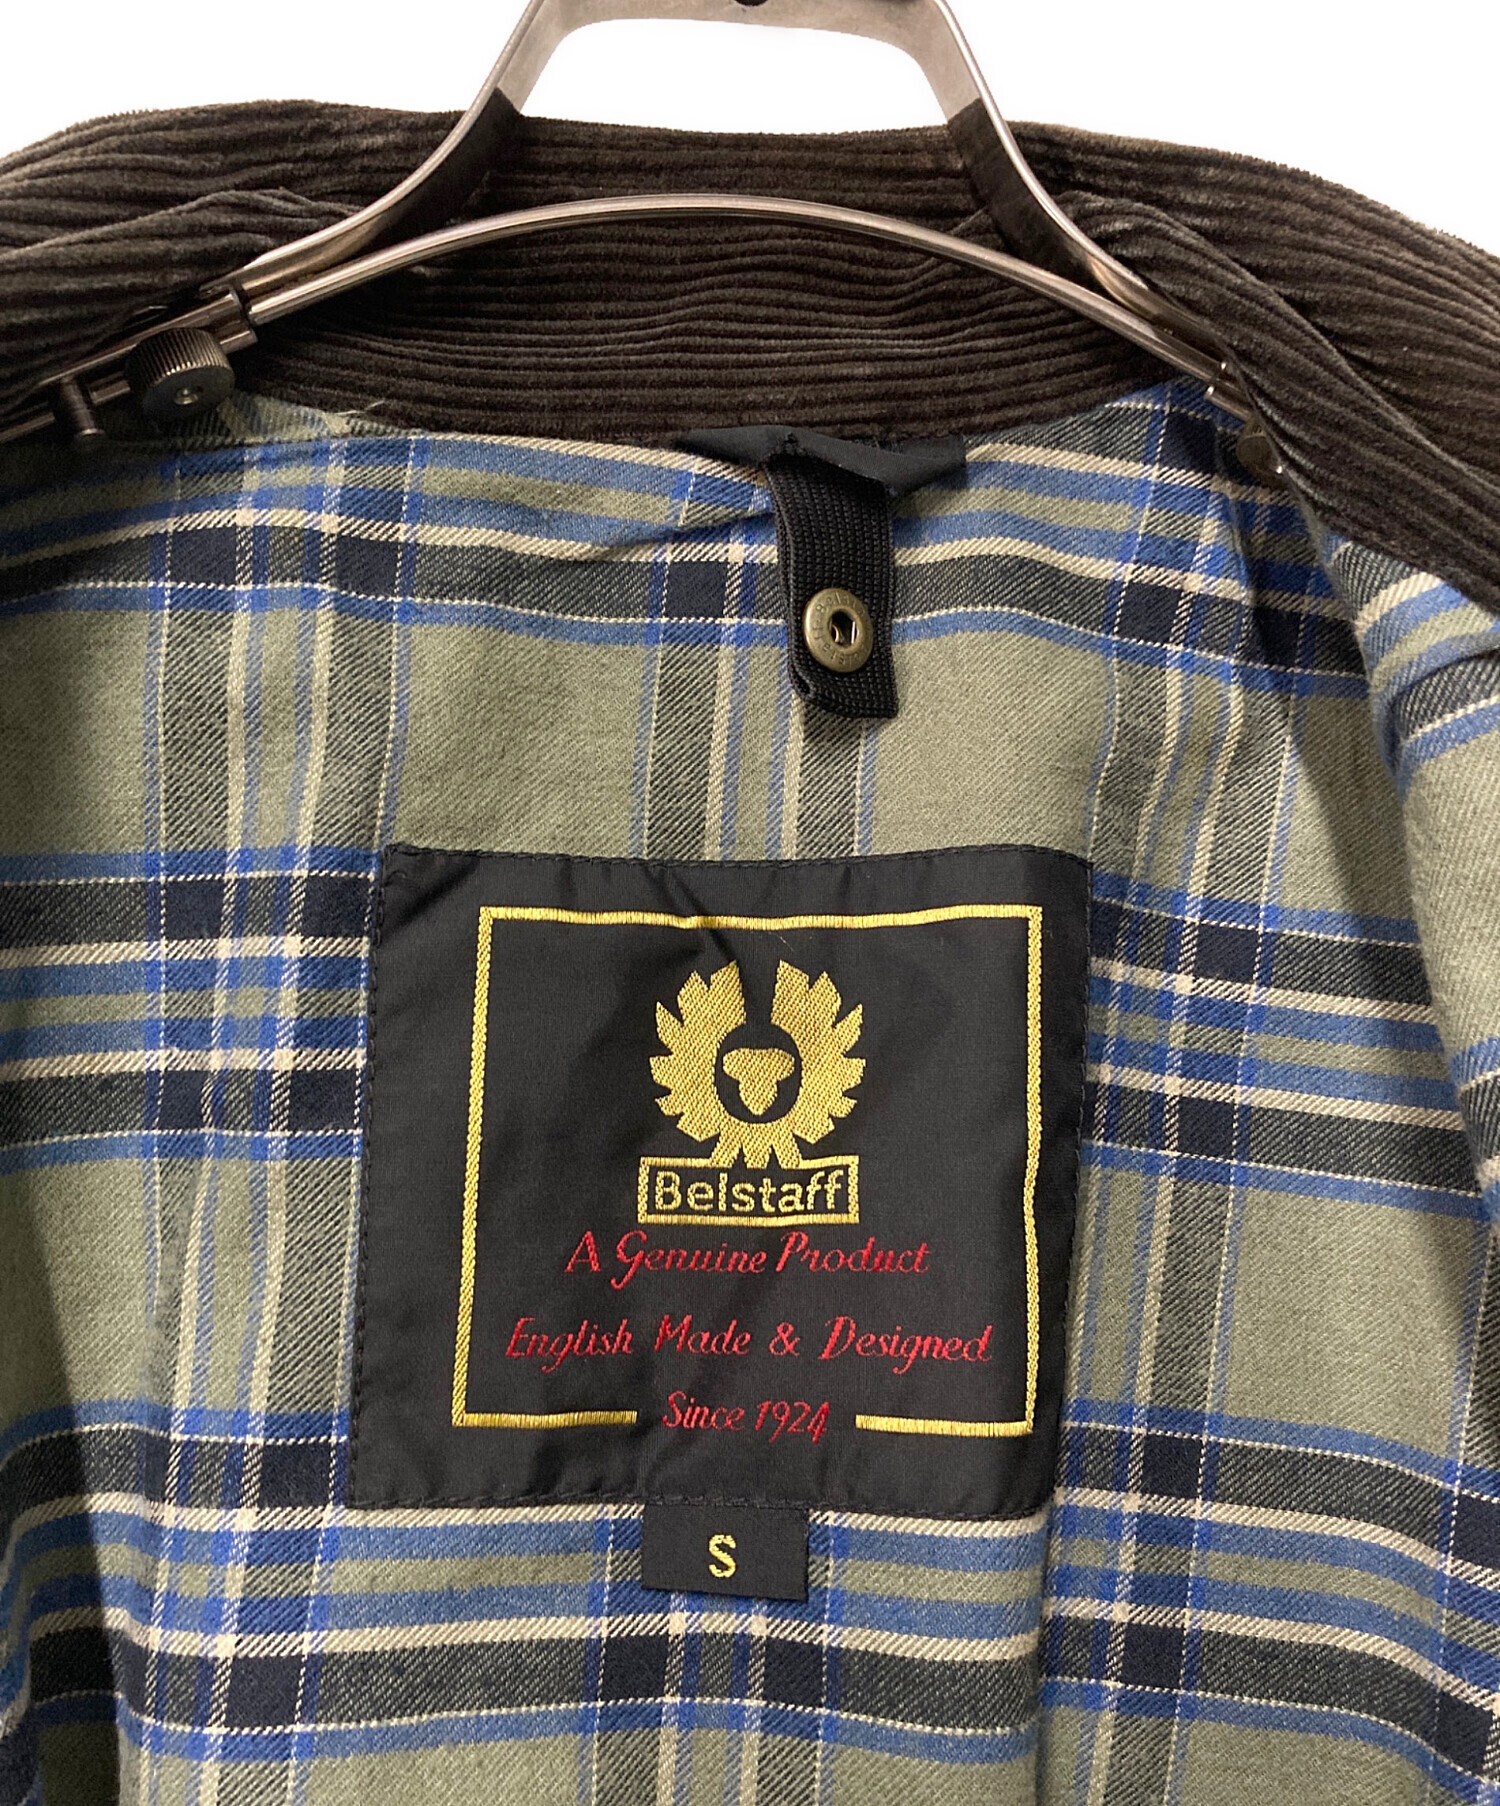 Belstaff
A Genuine Product
English Made & Designed
Since 1924
S